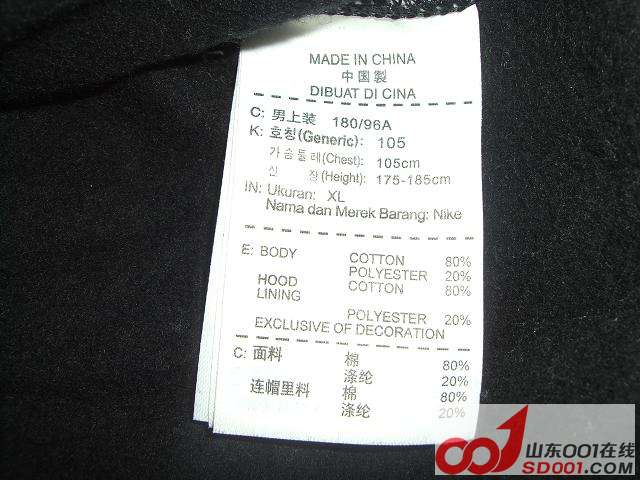 MADE IN CHINA
中国製
DIBUAT DI CINA
C: 男上装 180/96A
K: 호칭(Generic): 105
가슴둘레(Chest): 105cm
신 장(Height): 175-185cm
IN: Ukuran: XL
Nama dan Merek Barang: Nike
E: BODY COTTON 80%
POLYESTER 20%
HOOD COTTON 80%
LINING
POLYESTER 20%
EXCLUSIVE OF DECORATION
C: 面料 棉 80%
涤纶 20%
连帽里料 棉 80%
涤纶 20%
001 山东001在线
SD001.COM